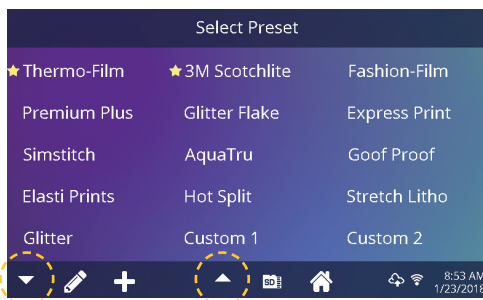 Select Preset
Thermo-Film 3M Scotchlite Fashion-Film
Premium Plus Glitter Flake Express Print
Simstitch AquaTru Goof Proof
Elasti Prints Hot Split Stretch Litho
Glitter Custom 1 Custom 2
SD 8:53 AM
1/23/2018